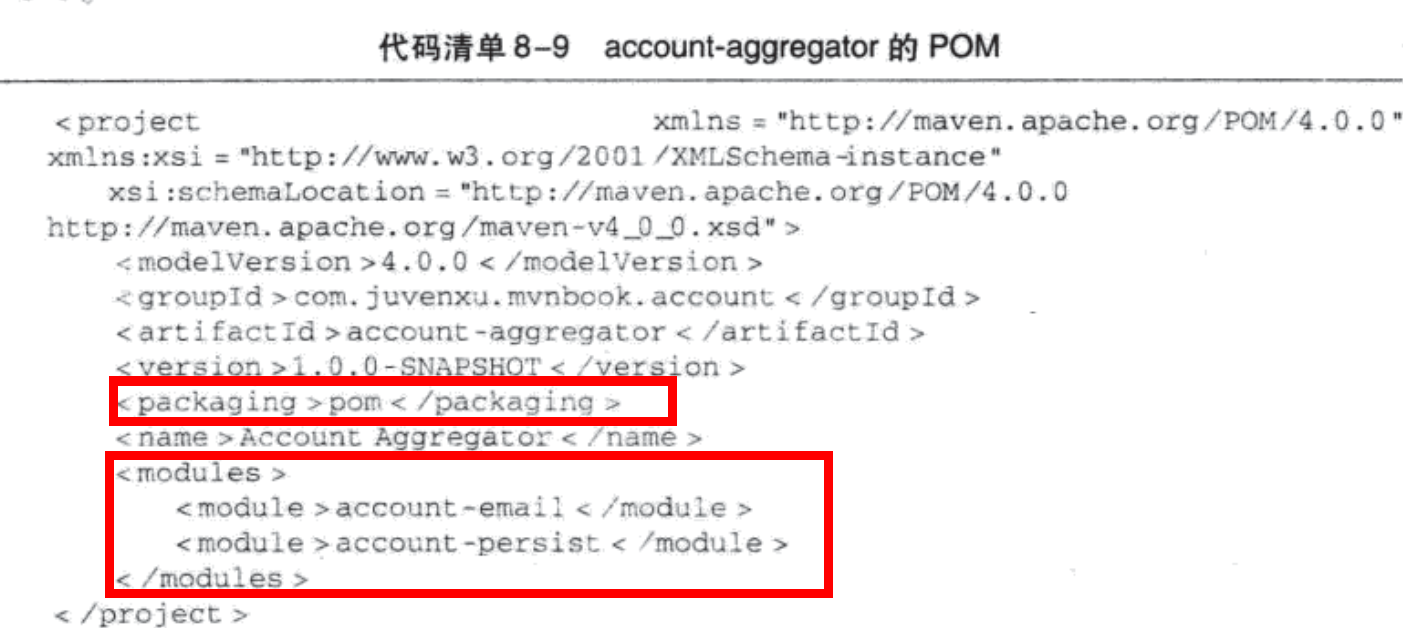 代码清单 8-9 account-aggregator 的 POM
<project xmlns = "http://maven.apache.org/POM/4.0.0"
xmlns:xsi = "http://www.w3.org/2001/XMLSchema-instance"
xsi:schemaLocation = "http://maven.apache.org/POM/4.0.0
http://maven.apache.org/maven-v4_0_0.xsd">
<modelVersion>4.0.0</modelVersion>
<groupId>com.juvenxu.mvnbook.account</groupId>
<artifactId>account-aggregator</artifactId>
<version>1.0.0-SNAPSHOT</version>
<packaging>pom</packaging>
<name>Account Aggregator</name>
<modules>
<module>account-email</module>
<module>account-persist</module>
</modules>
</project>